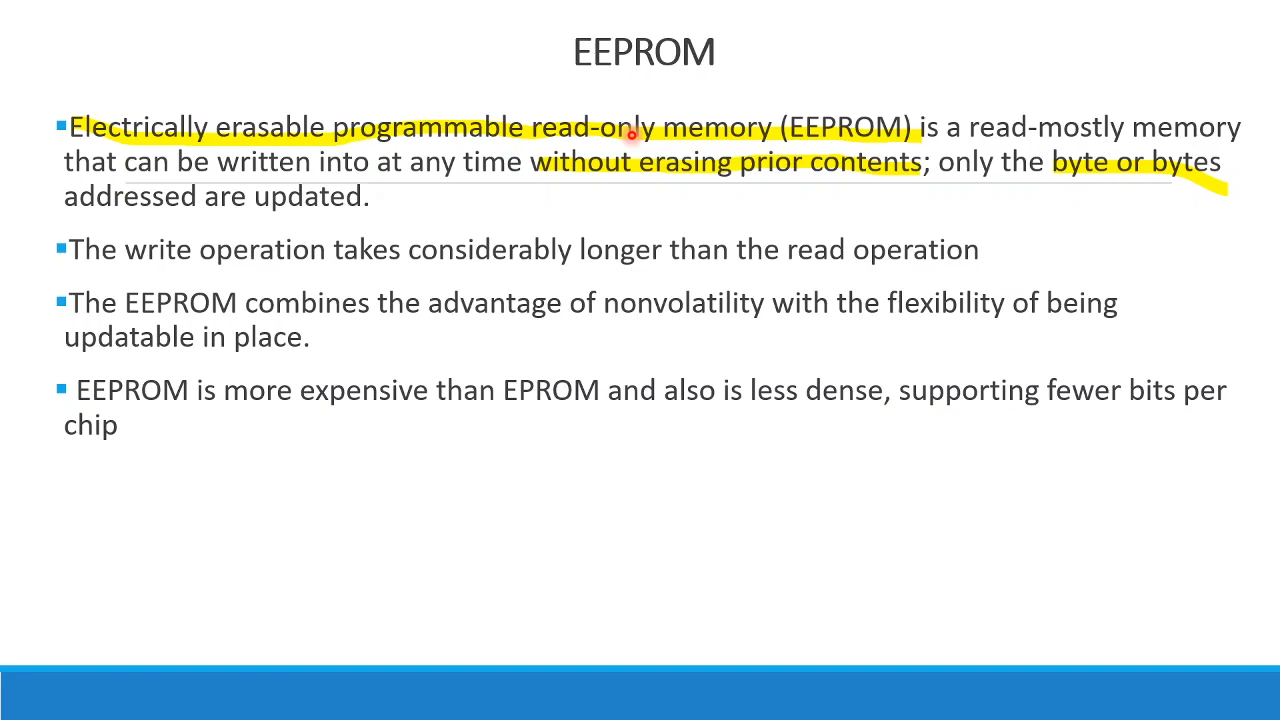 EEPROM
▪Electrically erasable programmable read-only memory (EEPROM) is a read-mostly memory
that can be written into at any time without erasing prior contents; only the byte or bytes
addressed are updated.
▪The write operation takes considerably longer than the read operation
▪The EEPROM combines the advantage of nonvolatility with the flexibility of being
updatable in place.
▪ EEPROM is more expensive than EPROM and also is less dense, supporting fewer bits per
chip